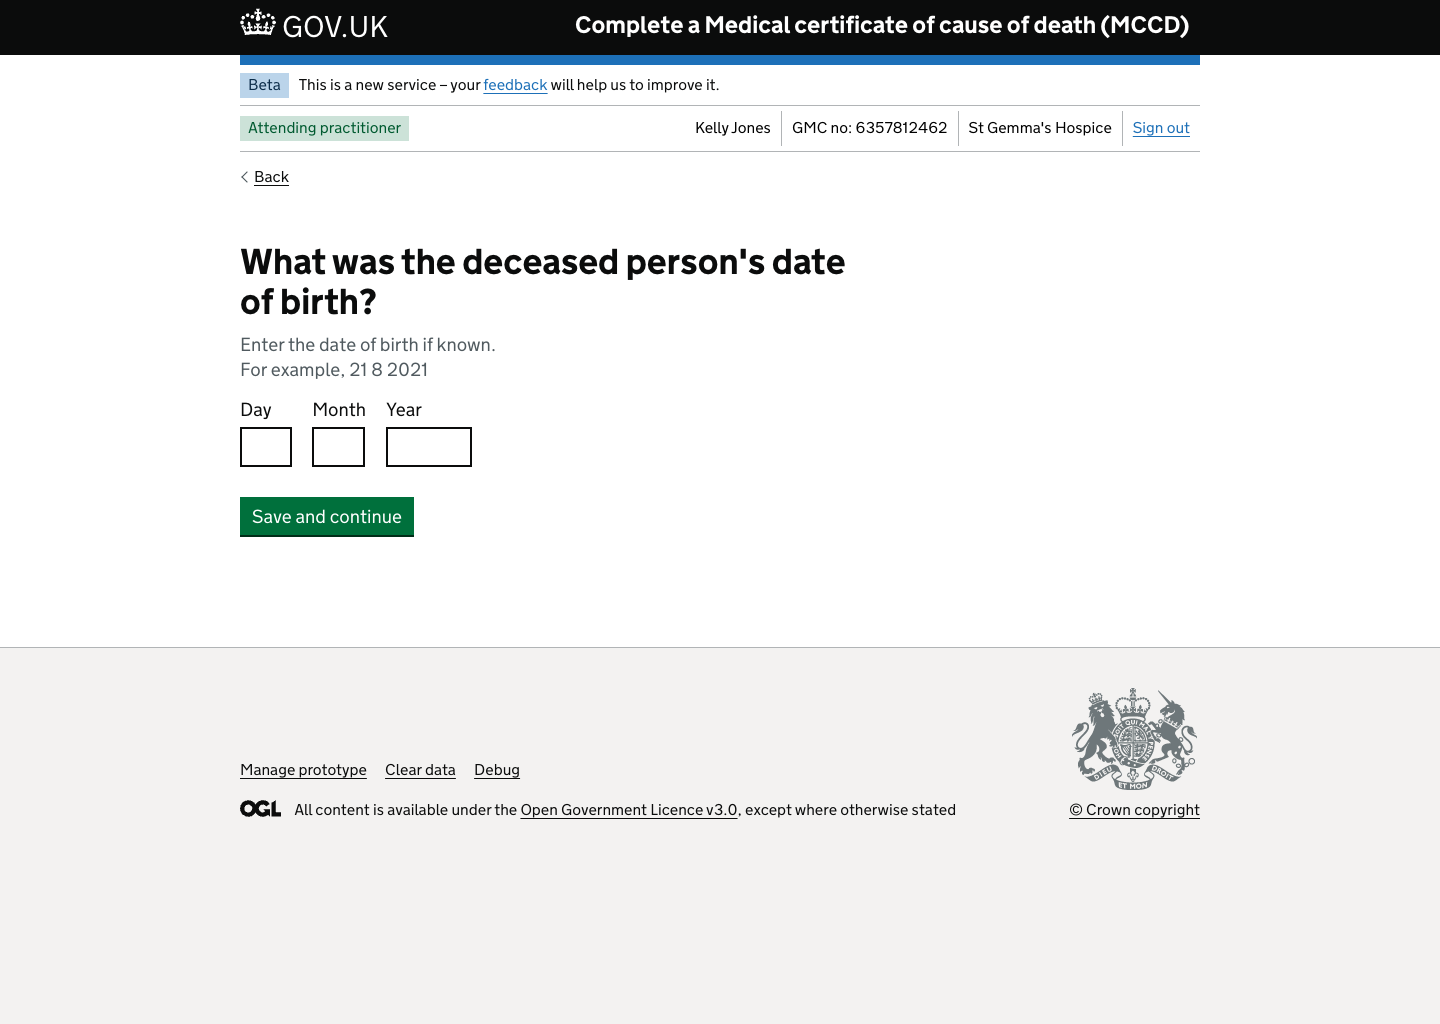 GOV.UK
Complete a Medical certificate of cause of death (MCCD)
Beta This is a new service – your feedback will help us to improve it.
Attending practitioner
Kelly Jones
GMC no: 6357812462
St Gemma's Hospice
Sign out
Back
What was the deceased person's date
of birth?
Enter the date of birth if known.
For example, 21 8 2021
Day Month Year
Save and continue
Manage prototype Clear data Debug
OGL All content is available under the Open Government Licence v3.0, except where otherwise stated
DIEU ET MON DROIT
© Crown copyright